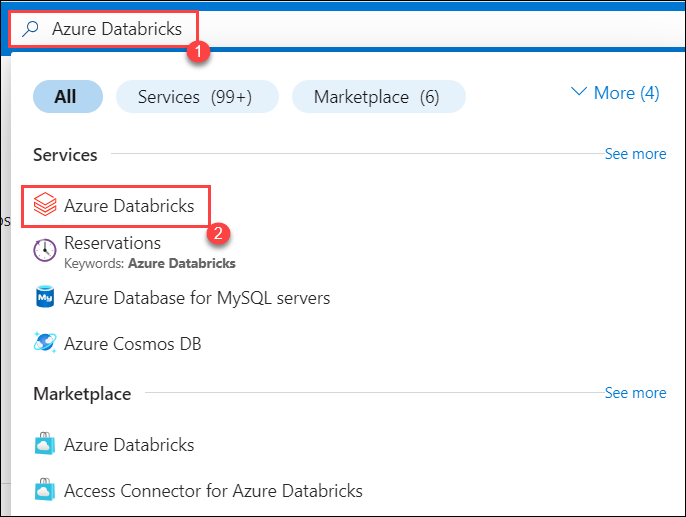 Azure Databricks
1
All
Services (99+)
Marketplace (6)
More (4)
Services
See more
Azure Databricks
2
Reservations
Keywords: Azure Databricks
My
Azure Database for MySQL servers
Azure Cosmos DB
Marketplace
See more
Azure Databricks
Access Connector for Azure Databricks